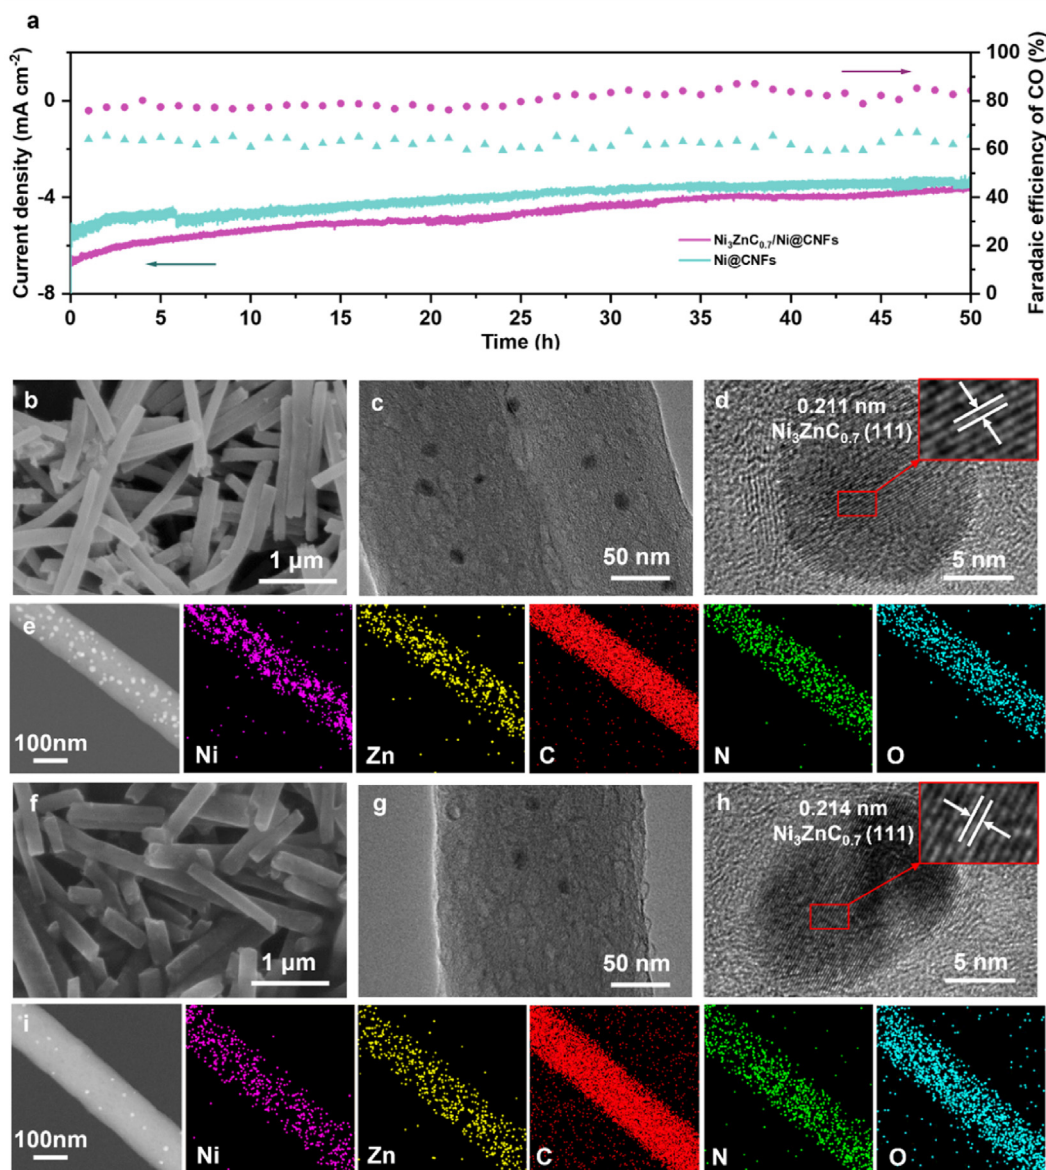 a
Current density (mA cm⁻²)
0
-4
-8
100
80
60
40
20
0
Faradaic efficiency of CO (%)
Ni₃ZnC₀.₇/Ni@CNFs
Ni@CNFs
0 5 10 15 20 25 30 35 40 45 50
Time (h)
b
1 μm
c
50 nm
d
0.211 nm
Ni₃ZnC₀.₇ (111)
5 nm
e
100nm
Ni
Zn
C
N
O
f
1 μm
g
50 nm
h
0.214 nm
Ni₃ZnC₀.₇ (111)
5 nm
i
100nm
Ni
Zn
C
N
O